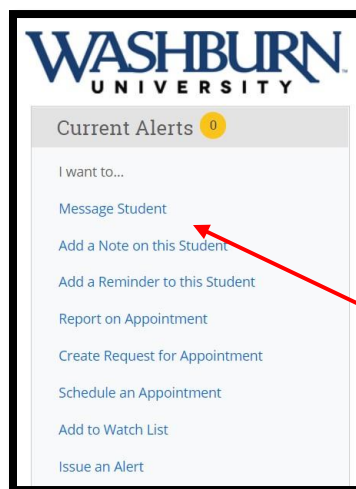 WASHBURN
UNIVERSITY
Current Alerts 0
I want to...
Message Student
Add a Note on this Student
Add a Reminder to this Student
Report on Appointment
Create Request for Appointment
Schedule an Appointment
Add to Watch List
Issue an Alert